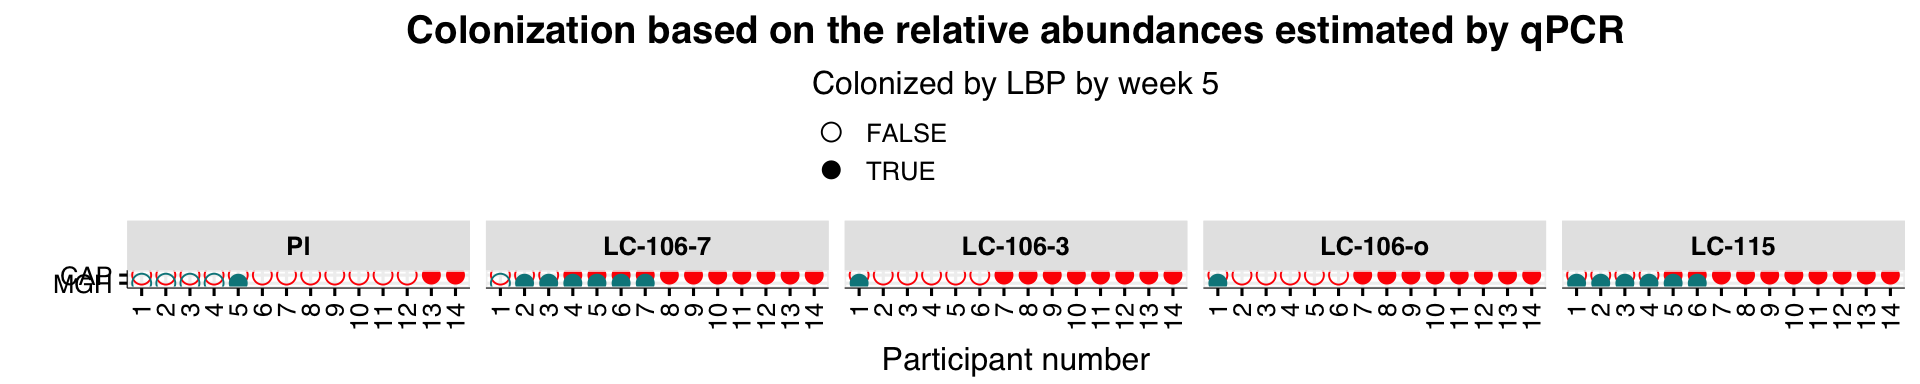 Colonization based on the relative abundances estimated by qPCR
Colonized by LBP by week 5
FALSE
TRUE
PI LC-106-7 LC-106-3 LC-106-o LC-115
CAP
MGH
1 2 3 4 5 6 7 8 9 10 11 12 13 14 1 2 3 4 5 6 7 8 9 10 11 12 13 14 1 2 3 4 5 6 7 8 9 10 11 12 13 14 1 2 3 4 5 6 7 8 9 10 11 12 13 14 1 2 3 4 5 6 7 8 9 10 11 12 13 14
Participant number